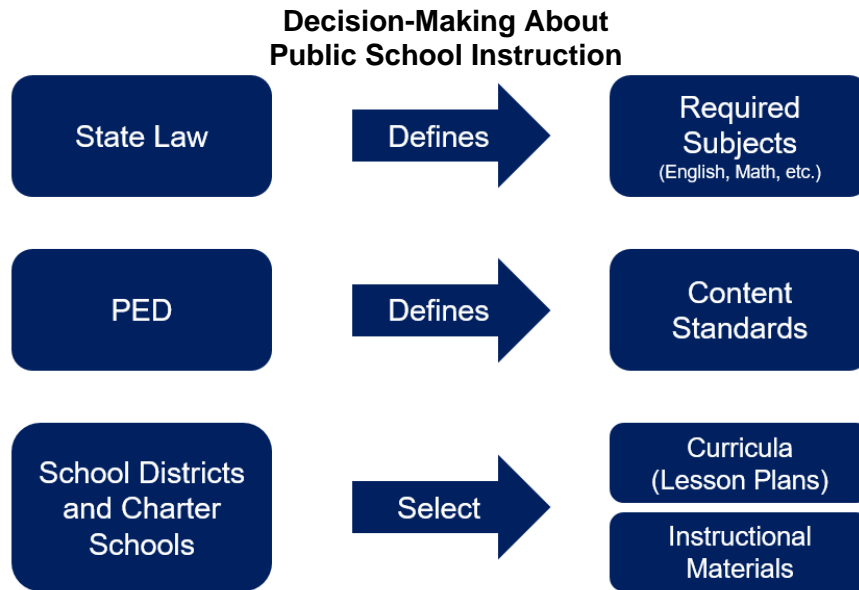 Decision-Making About
Public School Instruction
State Law
Defines
Required
Subjects
(English, Math, etc.)
PED
Defines
Content
Standards
School Districts
and Charter
Schools
Select
Curricula
(Lesson Plans)
Instructional
Materials